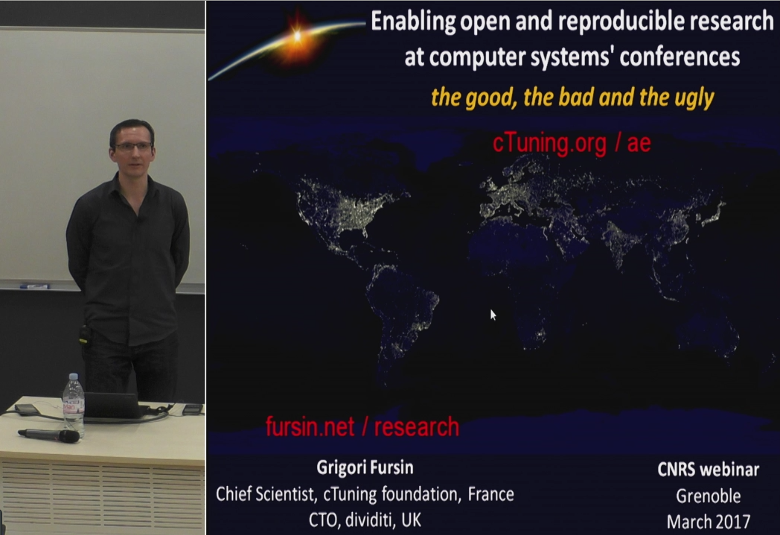 Enabling open and reproducible research
at computer systems' conferences
the good, the bad and the ugly
cTuning.org / ae
fursin.net / research
Grigori Fursin
Chief Scientist, cTuning foundation, France
CTO, dividiti, UK
CNRS webinar
Grenoble
March 2017